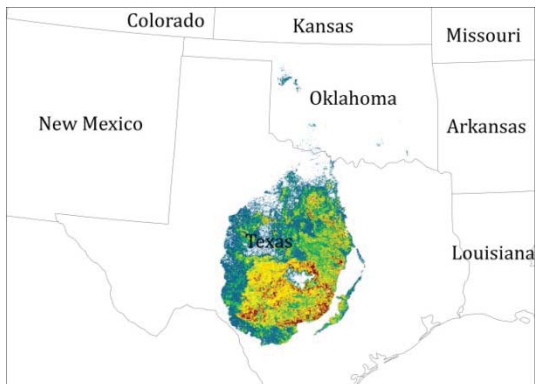 Colorado
Kansas
Missouri
Oklahoma
New Mexico
Arkansas
Texas
Louisiana